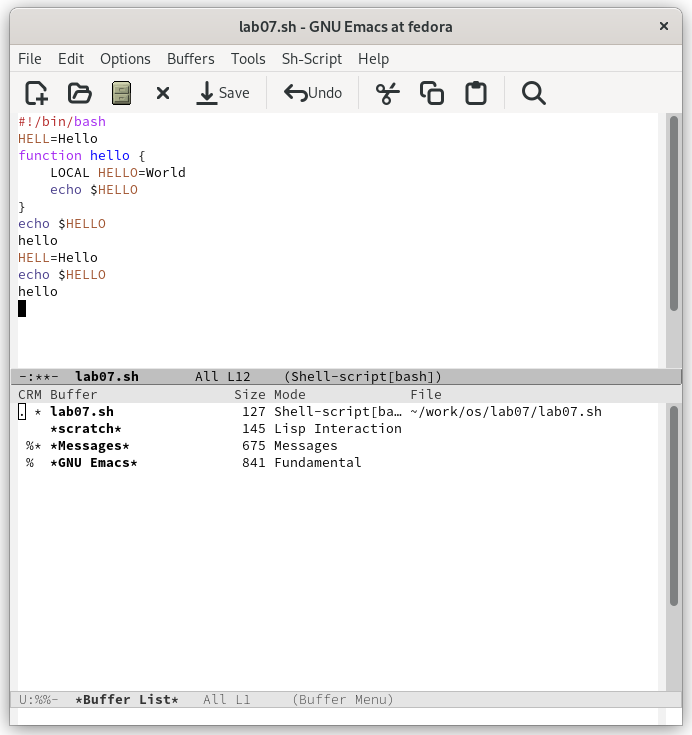 lab07.sh - GNU Emacs at fedora ×
File Edit Options Buffers Tools Sh-Script Help
Save Undo
#!/bin/bash
HELL=Hello
function hello {
    LOCAL HELLO=World
    echo $HELLO
}
echo $HELLO
hello
HELL=Hello
echo $HELLO
hello
-:**-  lab07.sh       All L12    (Shell-script[bash])
CRM Buffer                 Size Mode             File
. * lab07.sh                127 Shell-script[ba… ~/work/os/lab07/lab07.sh
    *scratch*               145 Lisp Interaction
 %* *Messages*              675 Messages
 %  *GNU Emacs*             841 Fundamental
U:%%-  *Buffer List*   All L1     (Buffer Menu)